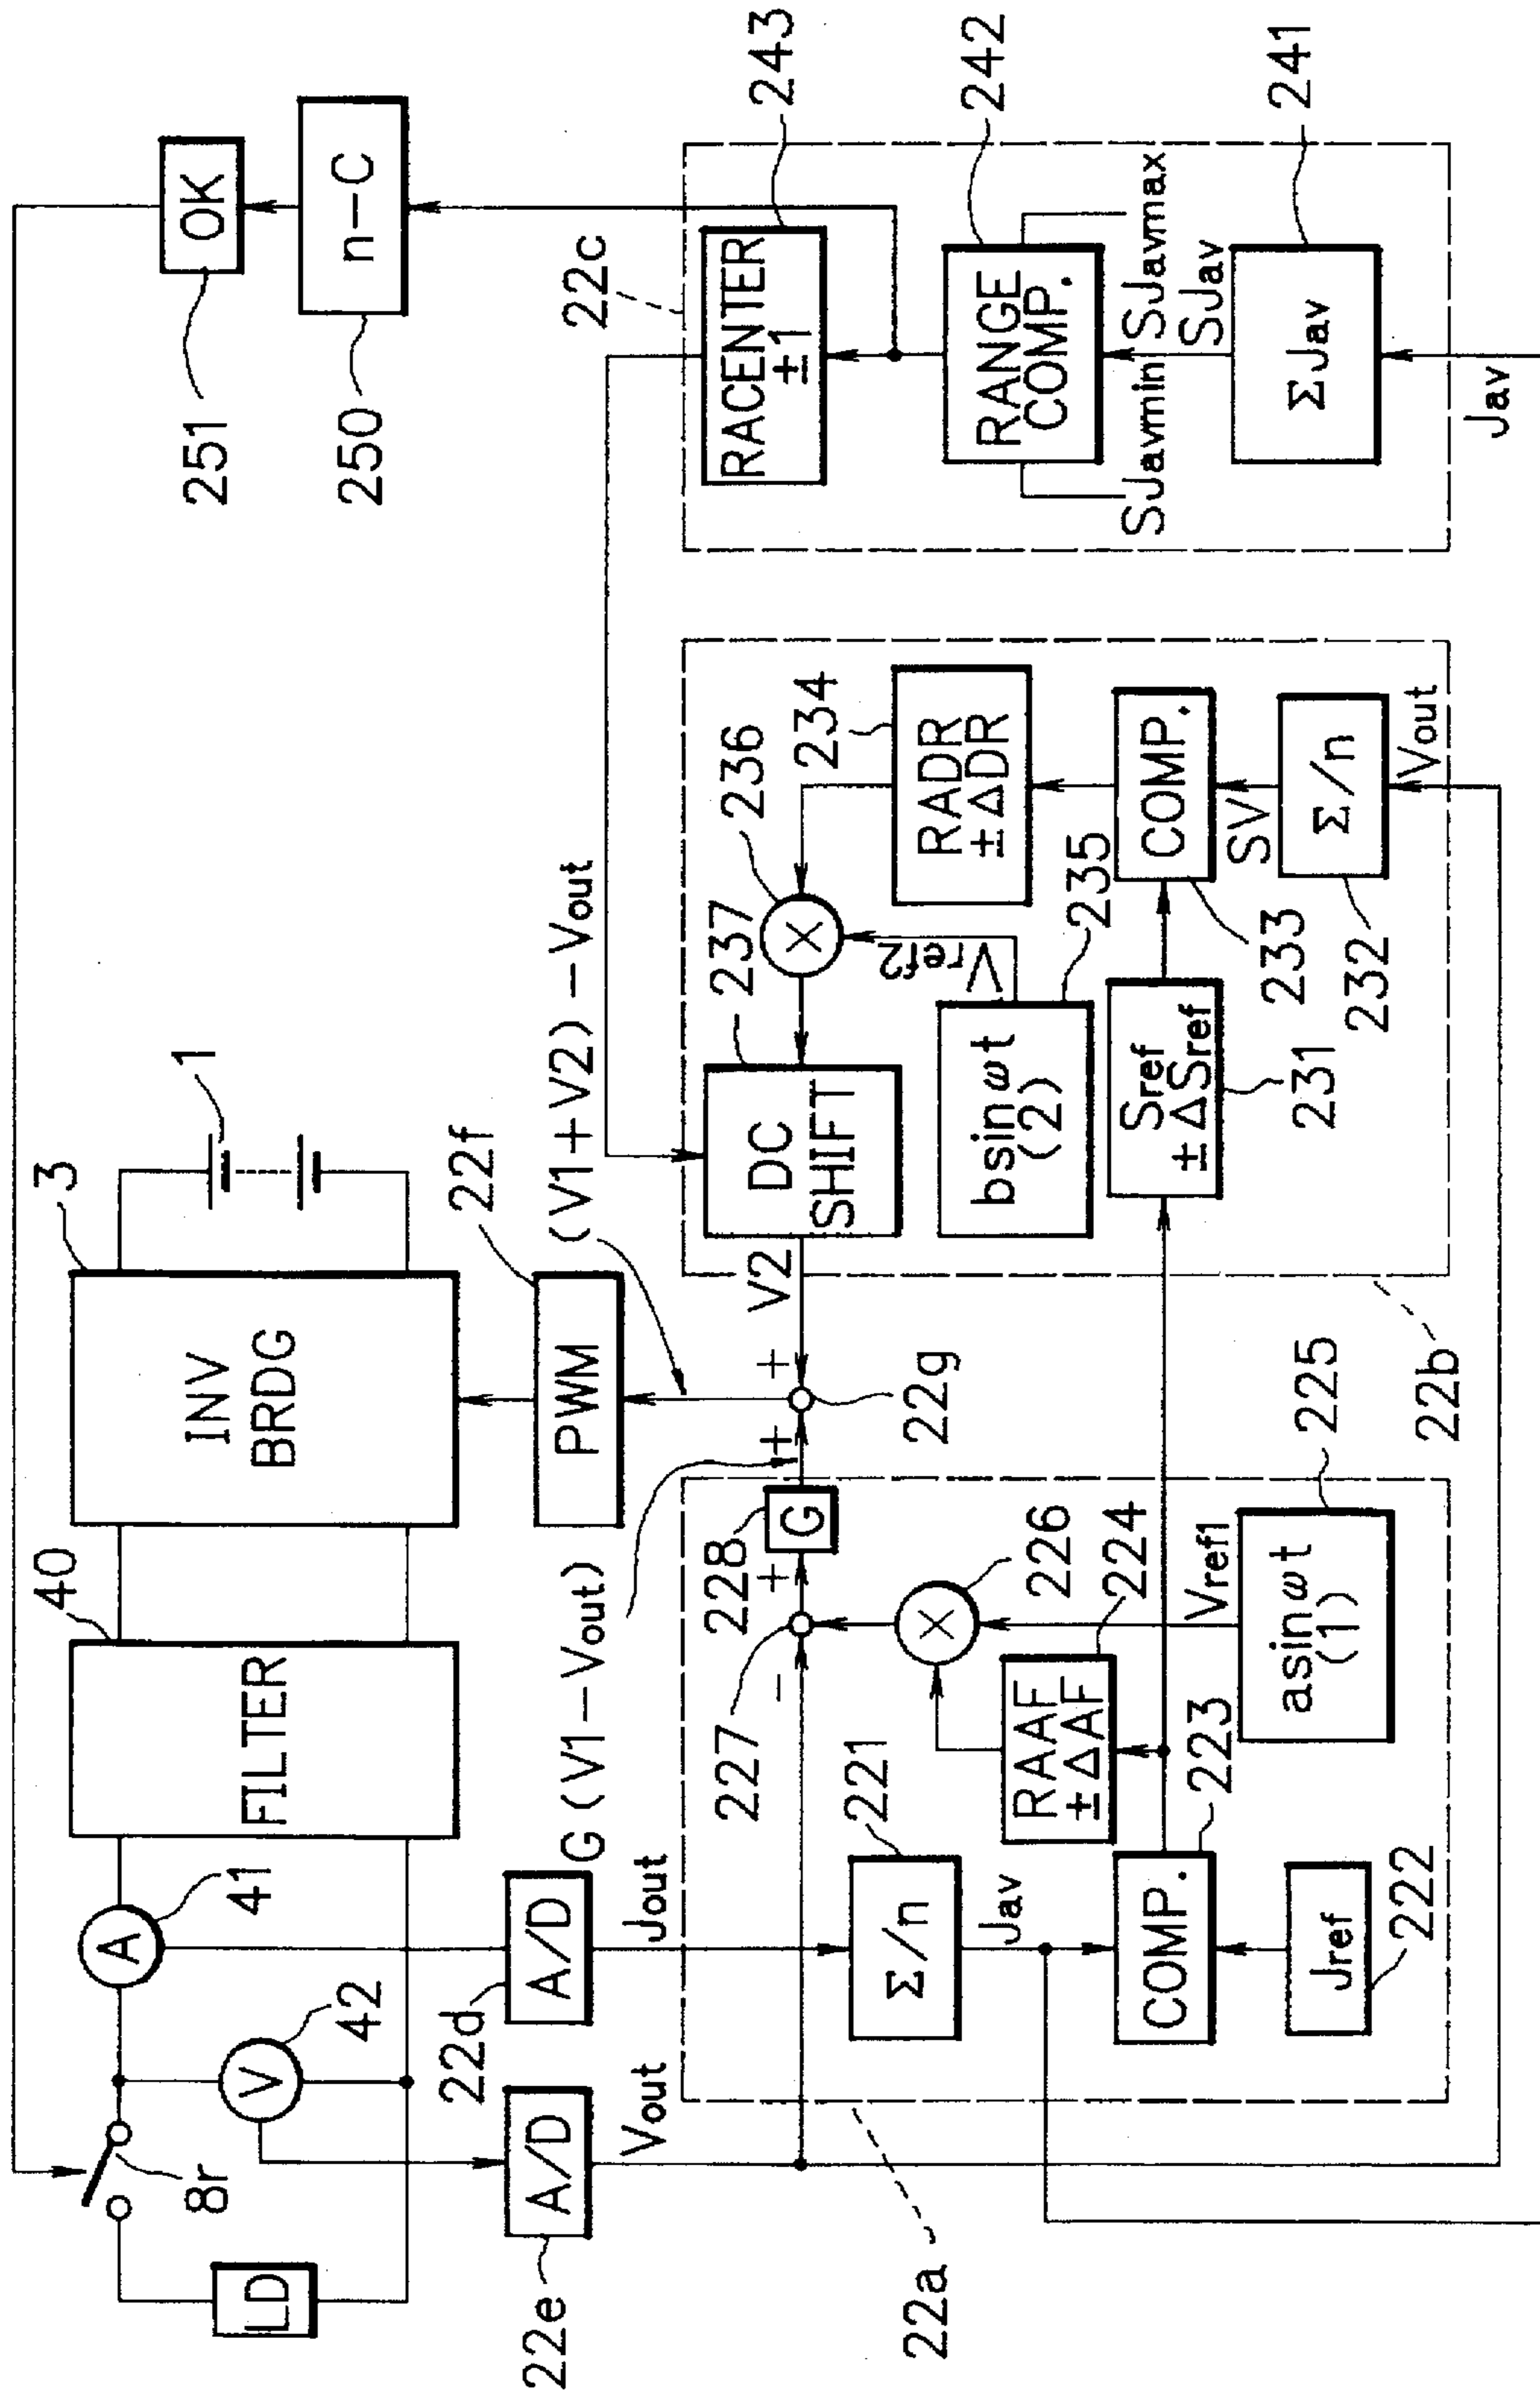 1
3
INV
BRDG
40
FILTER
41
A
42
V
8r
LD
251
OK
250
n-C
22f
PWM
(V1+V2)-Vout
G(V1-Vout)
22d
A/D
Jout
22e
A/D
Vout
22a
227
-
+
228
G
+
+
22g
V2
221
Σ/n
Jav
226
×
RAAF
±ΔAF
224
COMP.
223
Jref
222
Vref1
asinωt
(1)
225
22b
237
DC
SHIFT
236
×
Vref2
bsinωt
(2)
235
234
RADR
±ΔDR
Sref
±ΔSref
231
COMP.
233
SV
Σ/n
232
Vout
22c
RACENTER
±1
243
RANGE
COMP.
242
SJavmin
SJavmax
SJav
ΣJav
241
Jav